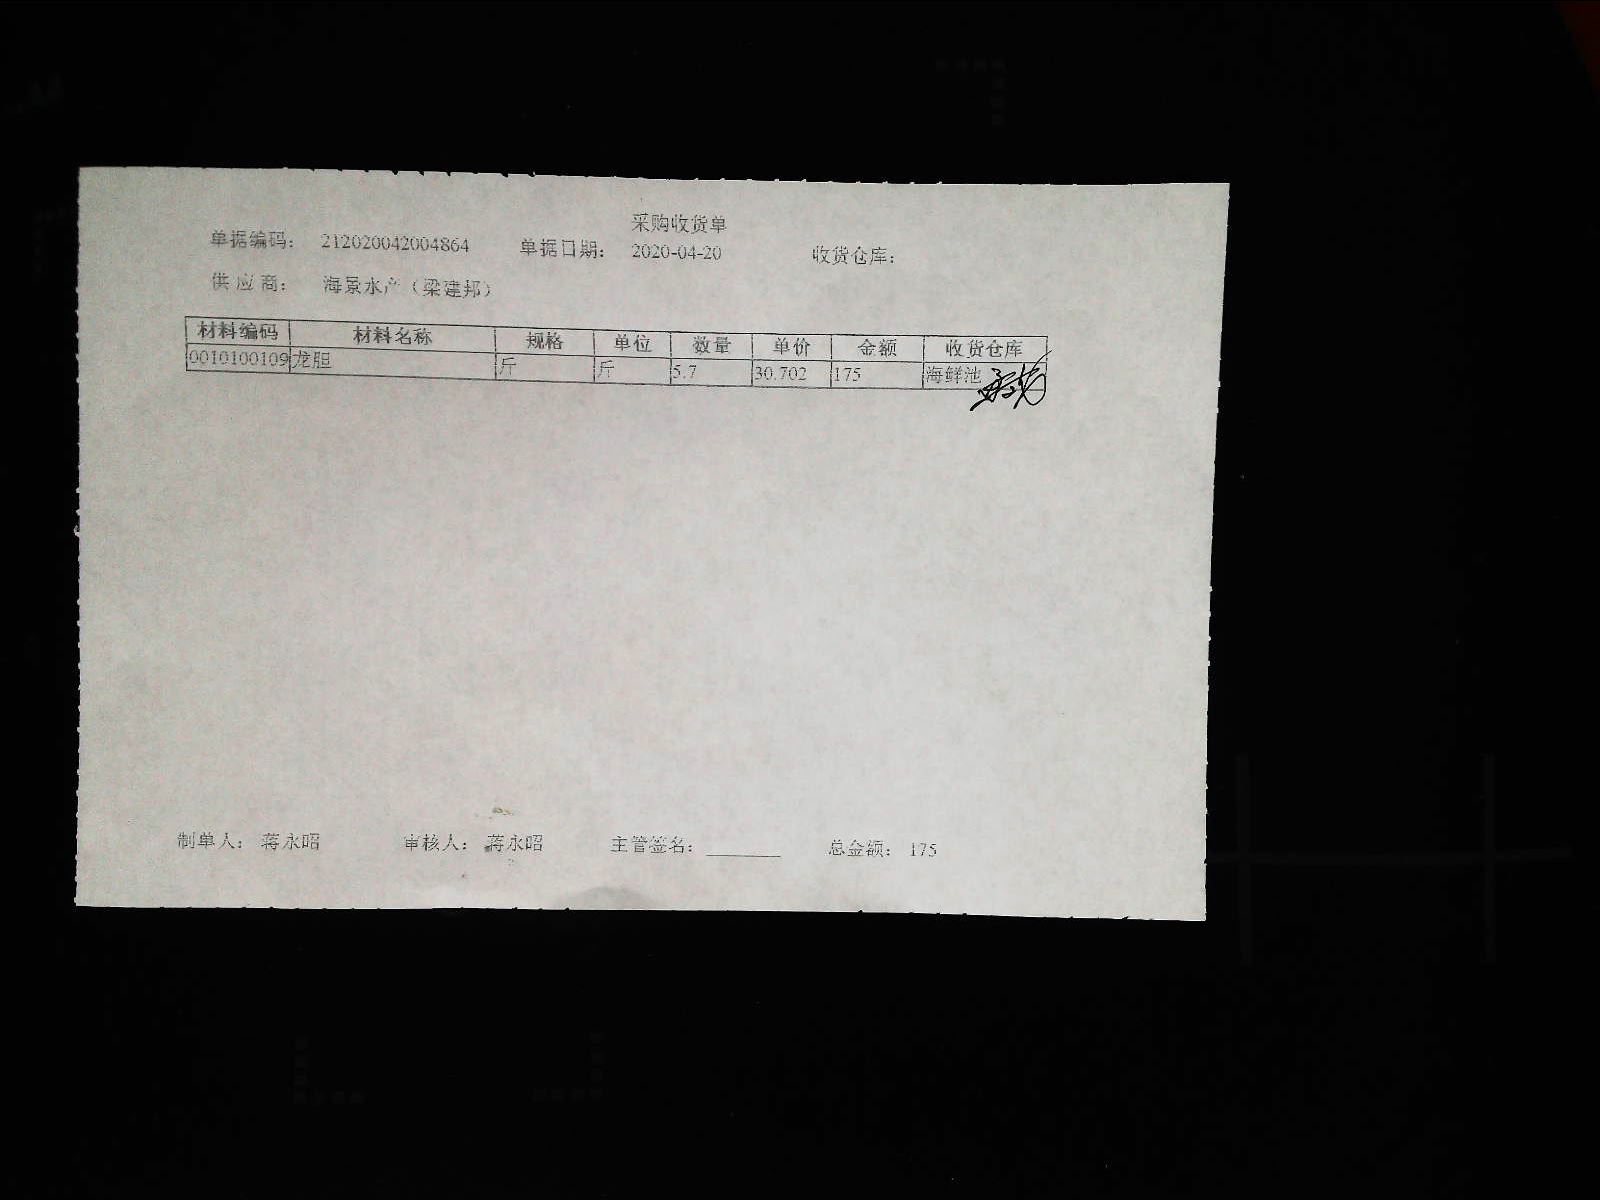 采购收货单
单据编码： 212020042004864 单据日期： 2020-04-20 收货仓库：
供应商： 海景水产（梁建邦）
材料编码 材料名称 规格 单位 数量 单价 金额 收货仓库
0010100109 龙胆 斤 斤 5.7 30.702 175 海鲜池
制单人： 蒋永昭 审核人： 蒋永昭 主管签名：________ 总金额： 175